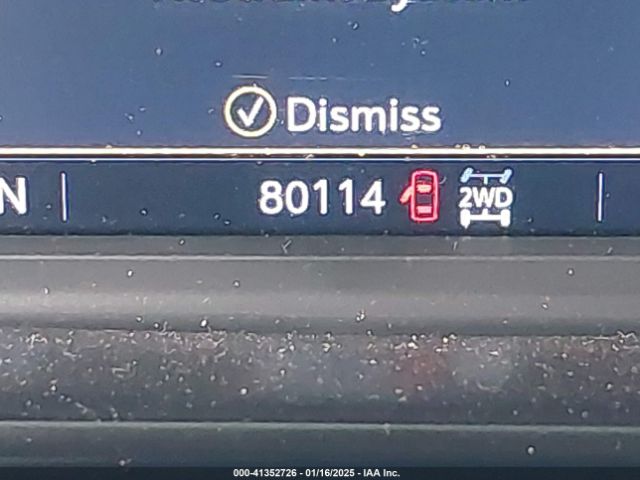 Dismiss
N 80114 2WD
000-41352726 - 01/16/2025 - IAA Inc.